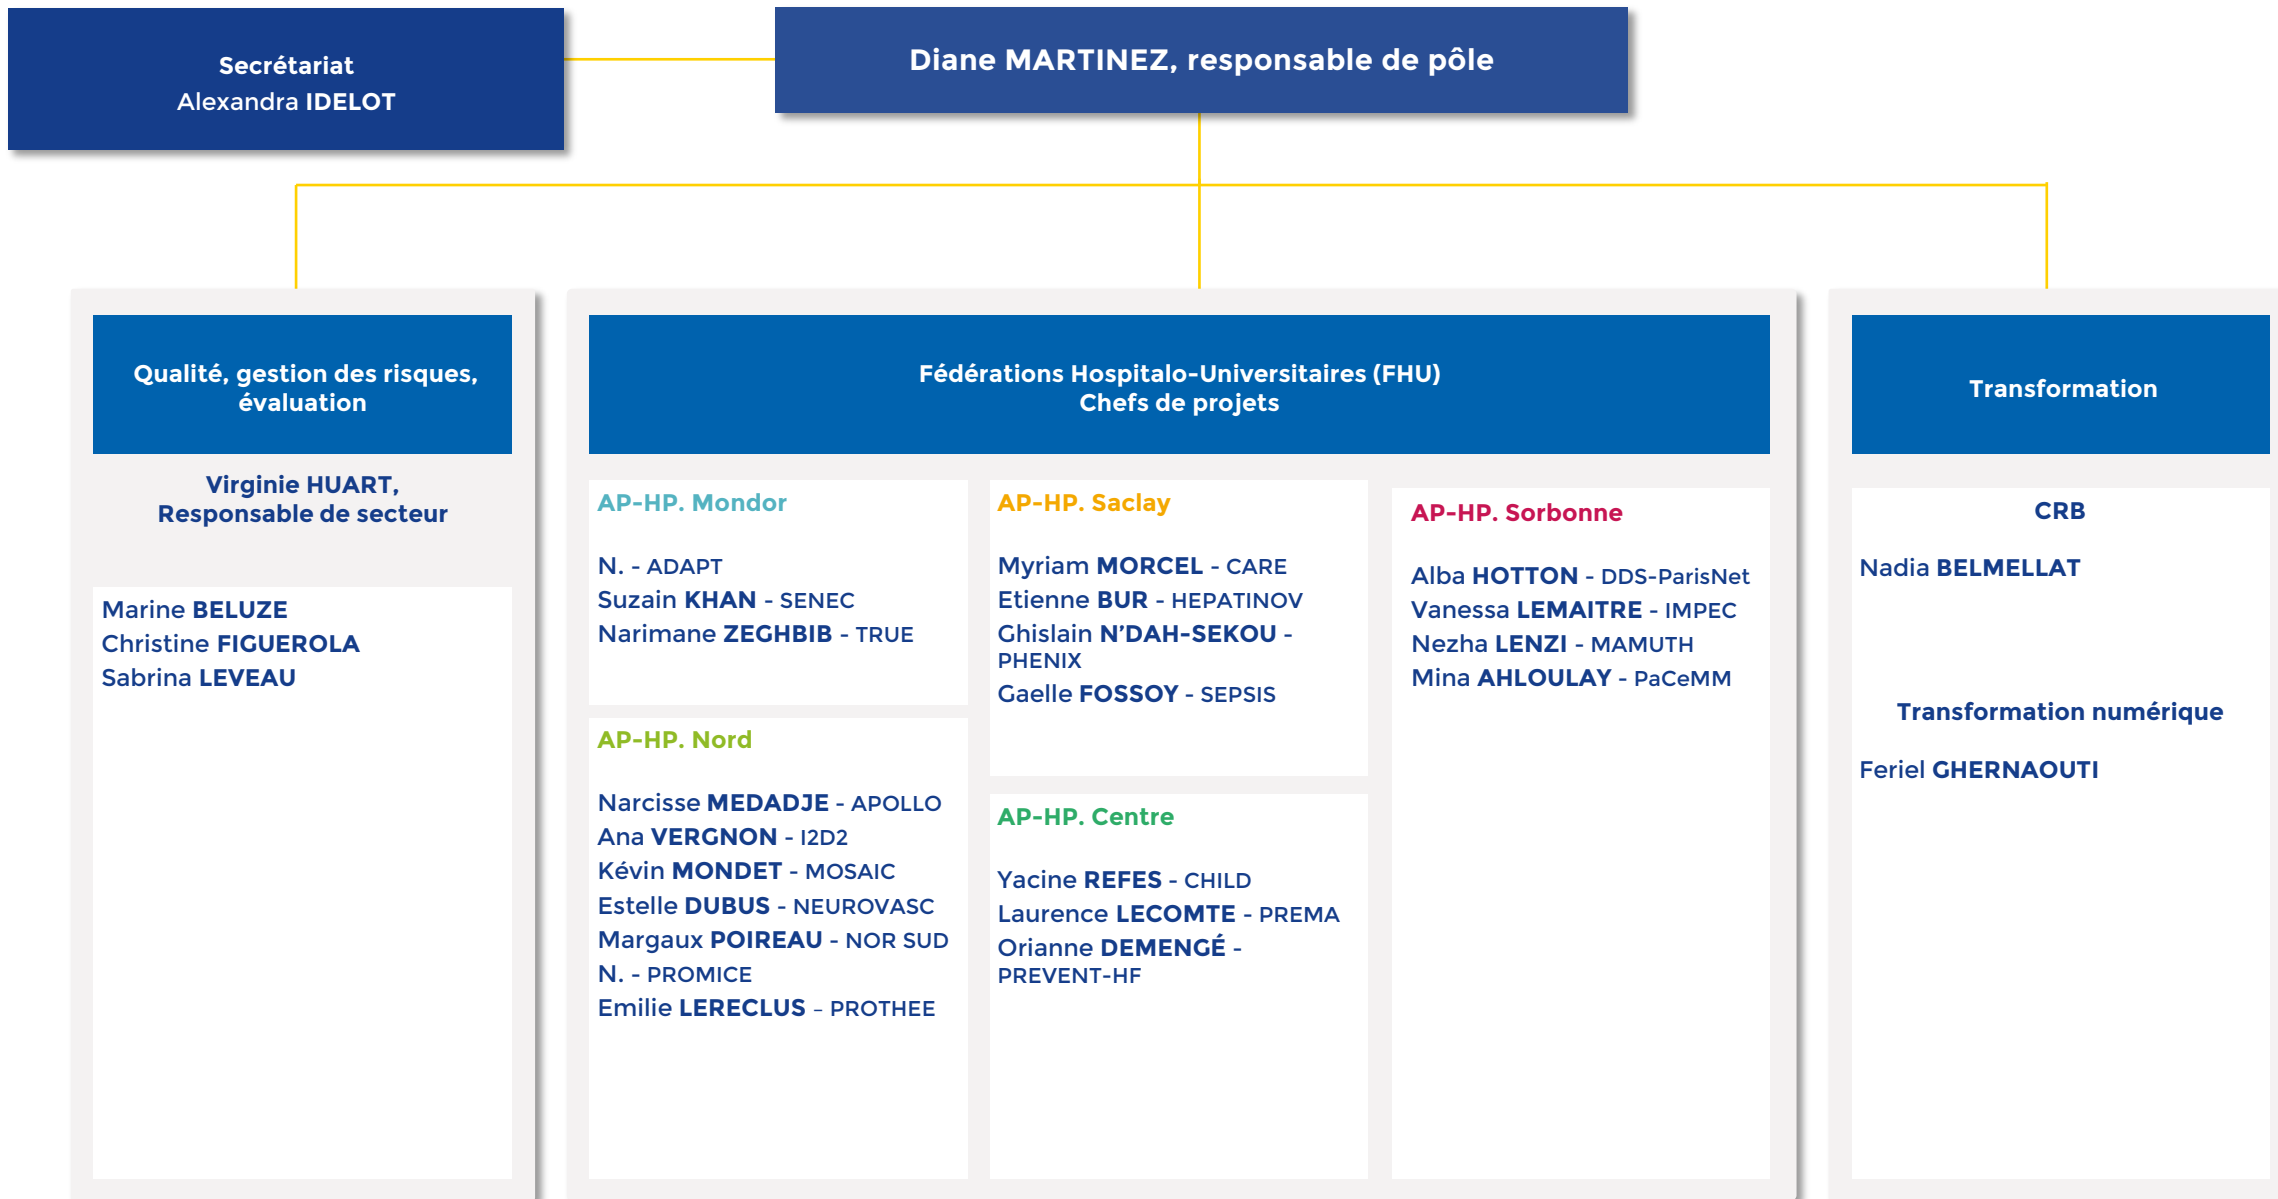 Secrétariat
Alexandra IDELOT
Diane MARTINEZ, responsable de pôle
Qualité, gestion des risques,
évaluation
Virginie HUART,
Responsable de secteur
Marine BELUZE
Christine FIGUEROLA
Sabrina LEVEAU
Fédérations Hospitalo-Universitaires (FHU)
Chefs de projets
AP-HP. Mondor
N. - ADAPT
Suzain KHAN - SENEC
Narimane ZEGHBIB - TRUE
AP-HP. Nord
Narcisse MEDADJE - APOLLO
Ana VERGNON - I2D2
Kévin MONDET - MOSAIC
Estelle DUBUS - NEUROVASC
Margaux POIREAU - NOR SUD
N. - PROMICE
Emilie LERECLUS – PROTHEE
AP-HP. Saclay
Myriam MORCEL - CARE
Etienne BUR - HEPATINOV
Ghislain N’DAH-SEKOU -
PHENIX
Gaelle FOSSOY - SEPSIS
AP-HP. Centre
Yacine REFES - CHILD
Laurence LECOMTE - PREMA
Orianne DEMENGÉ -
PREVENT-HF
AP-HP. Sorbonne
Alba HOTTON - DDS-ParisNet
Vanessa LEMAITRE - IMPEC
Nezha LENZI - MAMUTH
Mina AHLOULAY - PaCeMM
Transformation
CRB
Nadia BELMELLAT
Transformation numérique
Feriel GHERNAOUTI